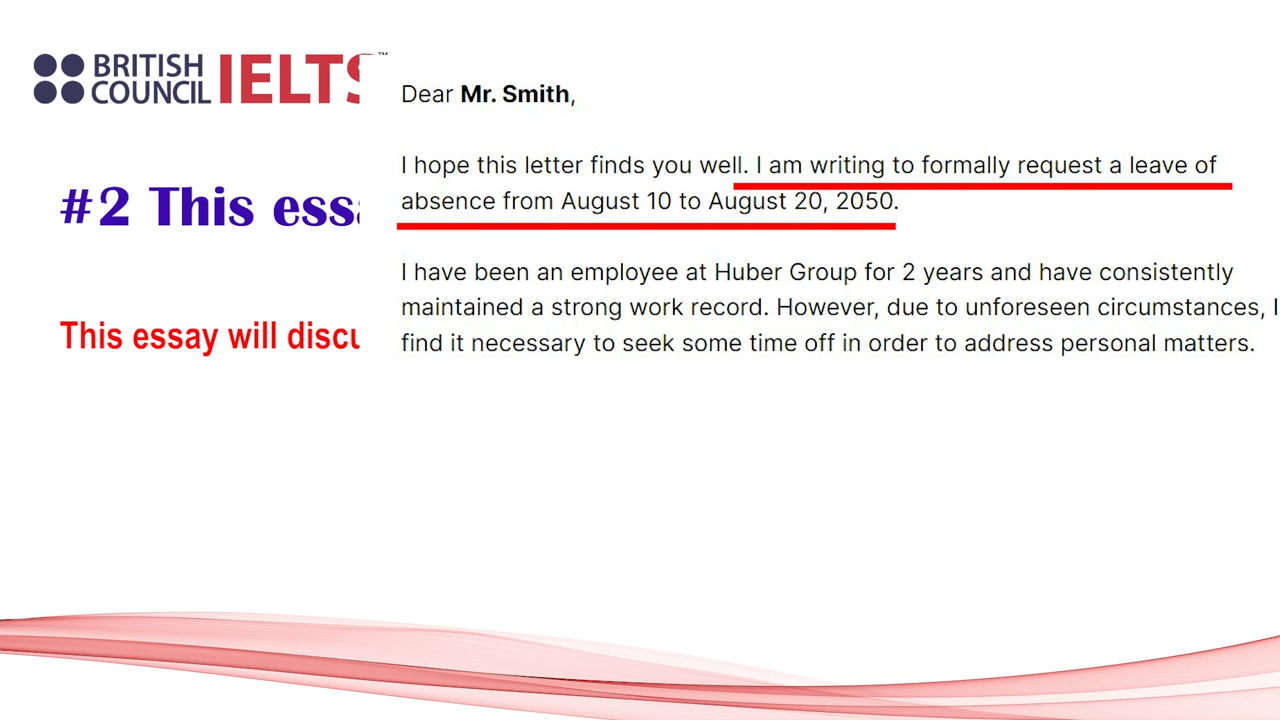 BRITISH
COUNCIL
IELTS
™
#2 This ess
This essay will disc
Dear Mr. Smith,
I hope this letter finds you well. I am writing to formally request a leave of
absence from August 10 to August 20, 2050.
I have been an employee at Huber Group for 2 years and have consistently
maintained a strong work record. However, due to unforeseen circumstances, I
find it necessary to seek some time off in order to address personal matters.